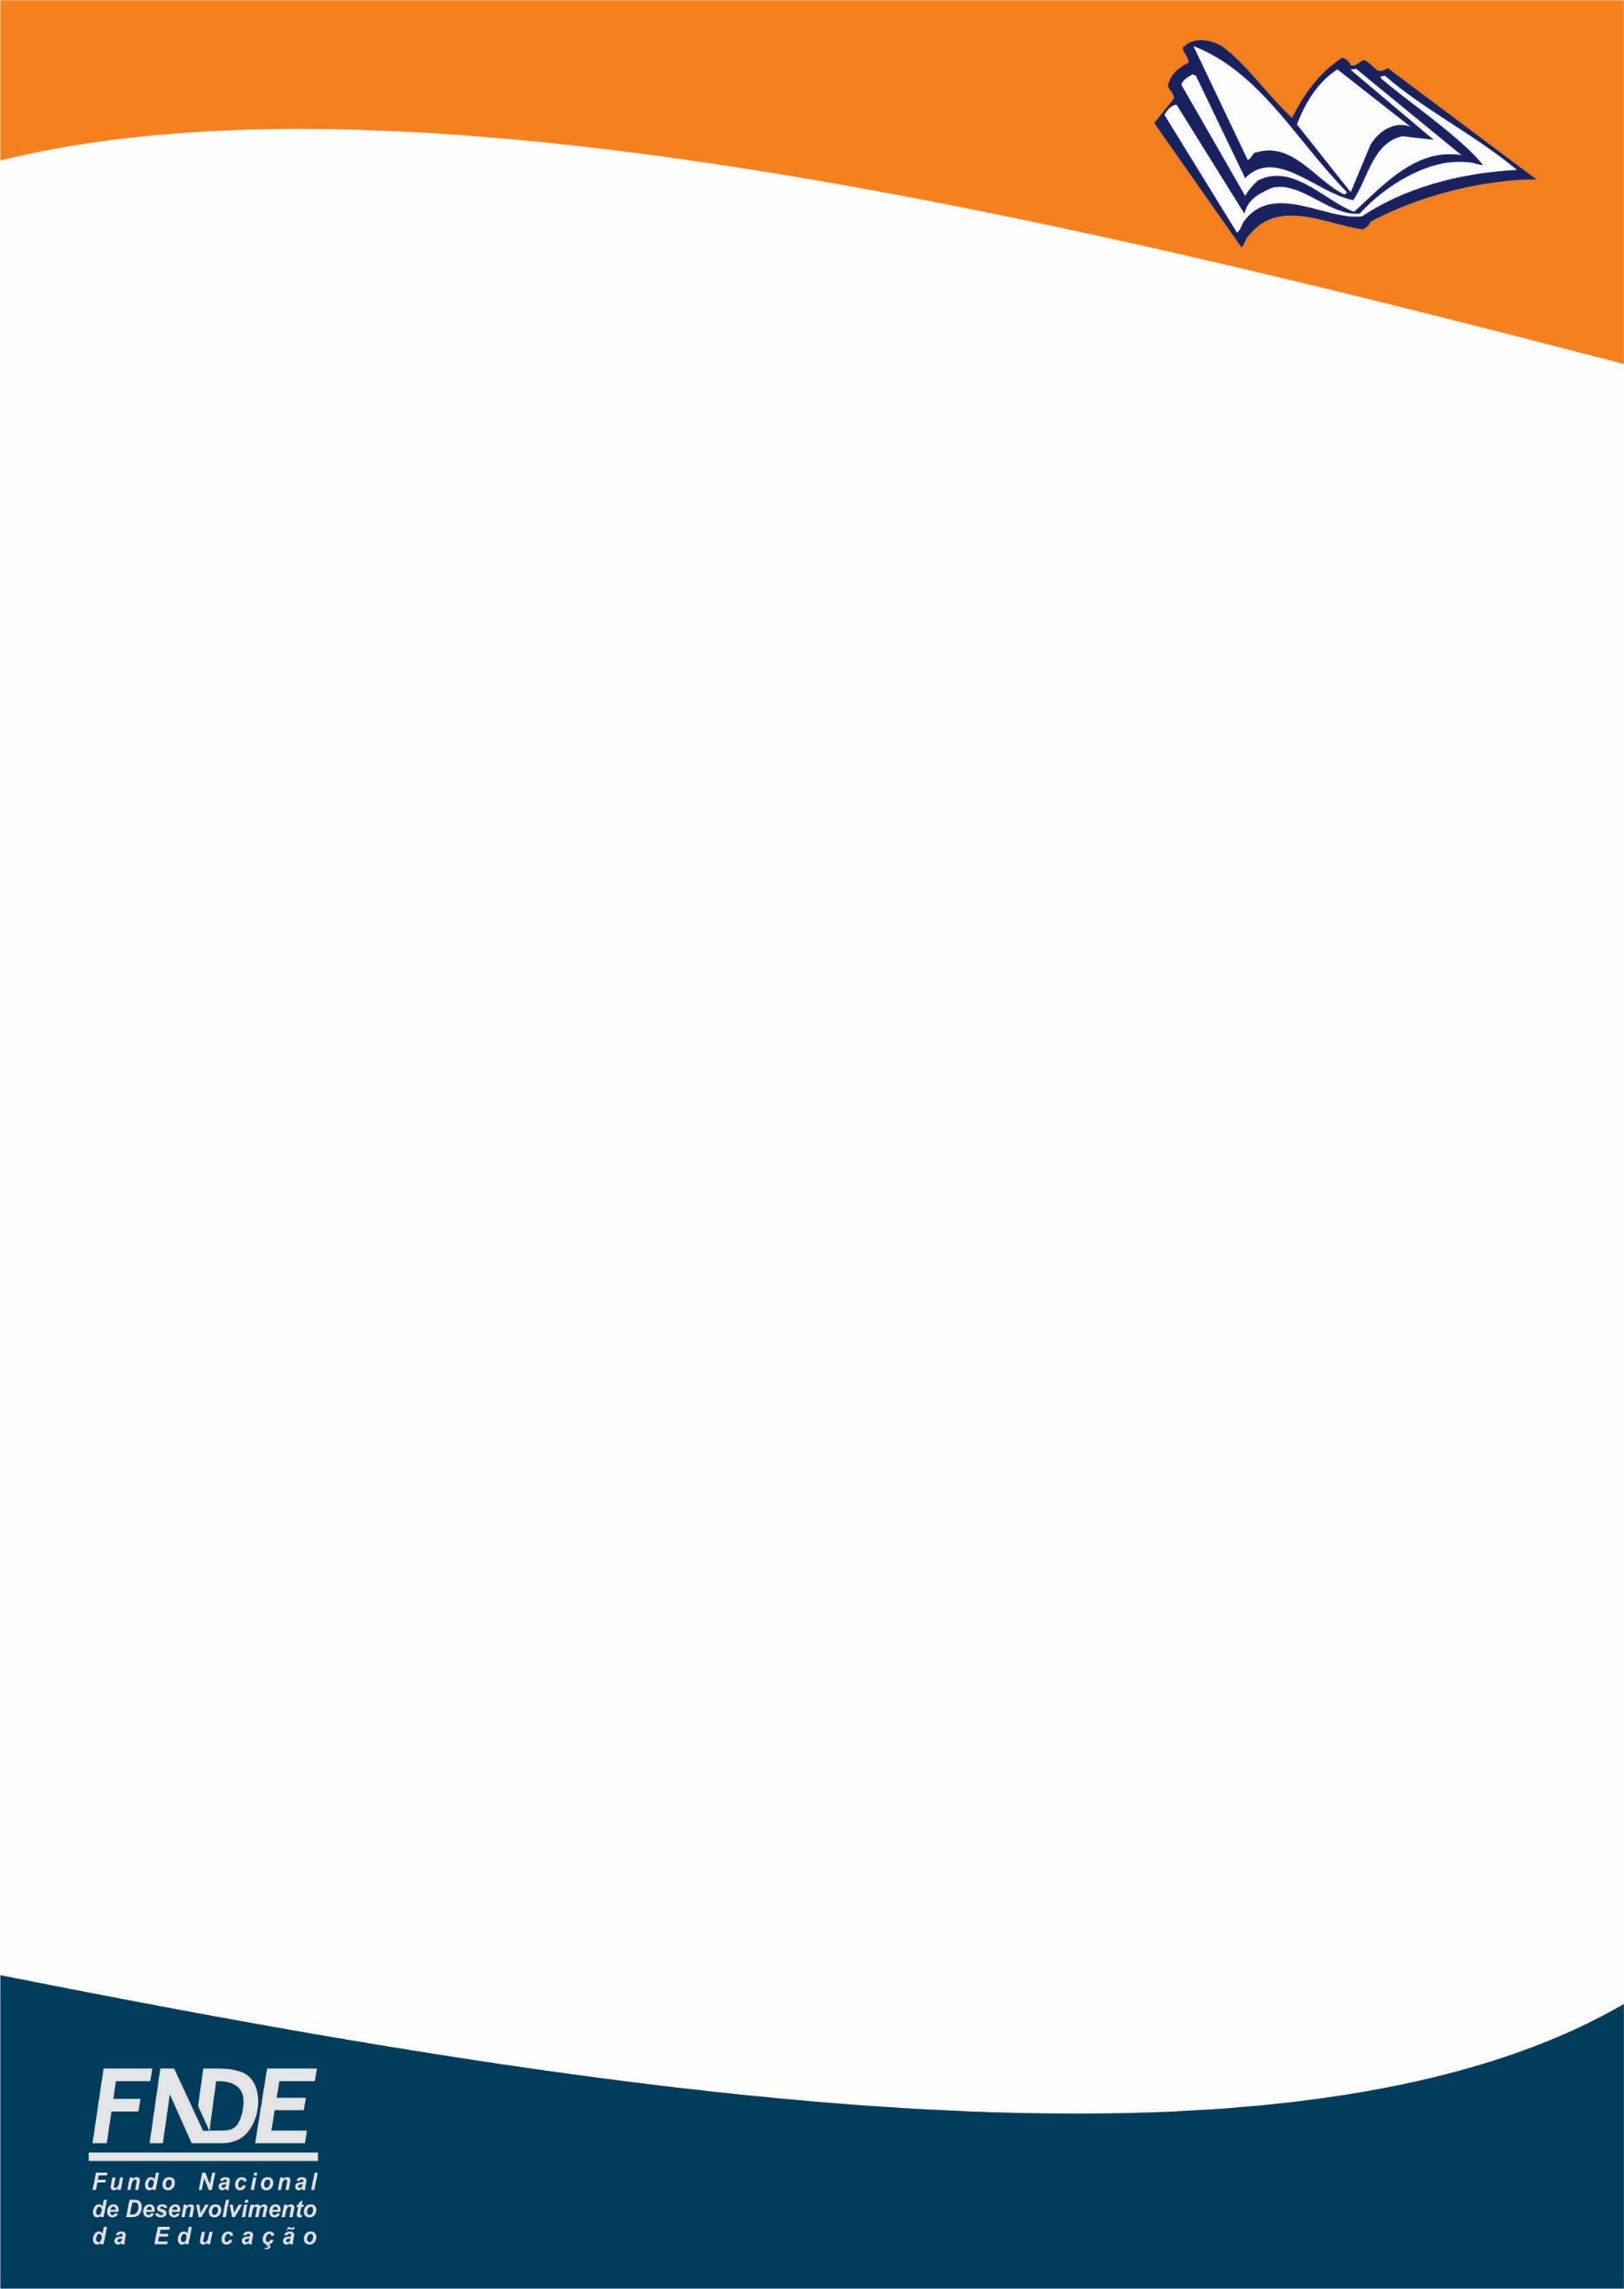 FNDE
Fundo Nacional
de Desenvolvimento
da Educação